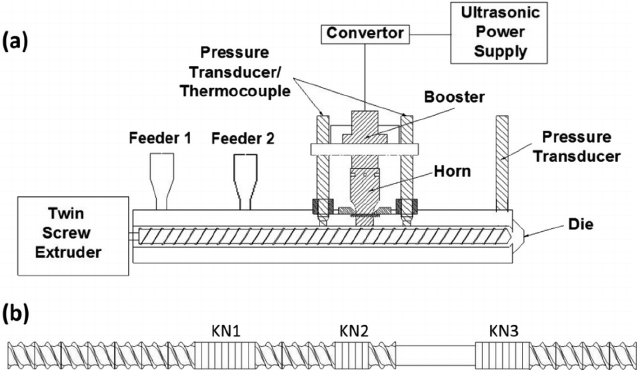 (a)
Ultrasonic
Power
Supply
Convertor
Pressure
Transducer/
Thermocouple
Booster
Feeder 1
Feeder 2
Pressure
Transducer
Horn
Twin
Screw
Extruder
Die
(b)
KN1
KN2
KN3